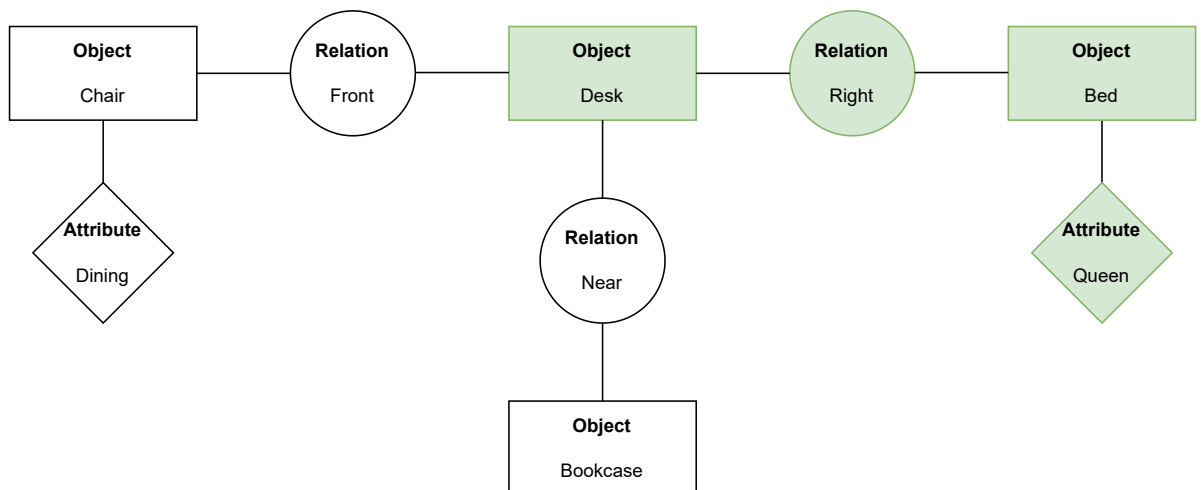 Object
Chair
Relation
Front
Object
Desk
Relation
Right
Object
Bed
Attribute
Dining
Relation
Near
Attribute
Queen
Object
Bookcase